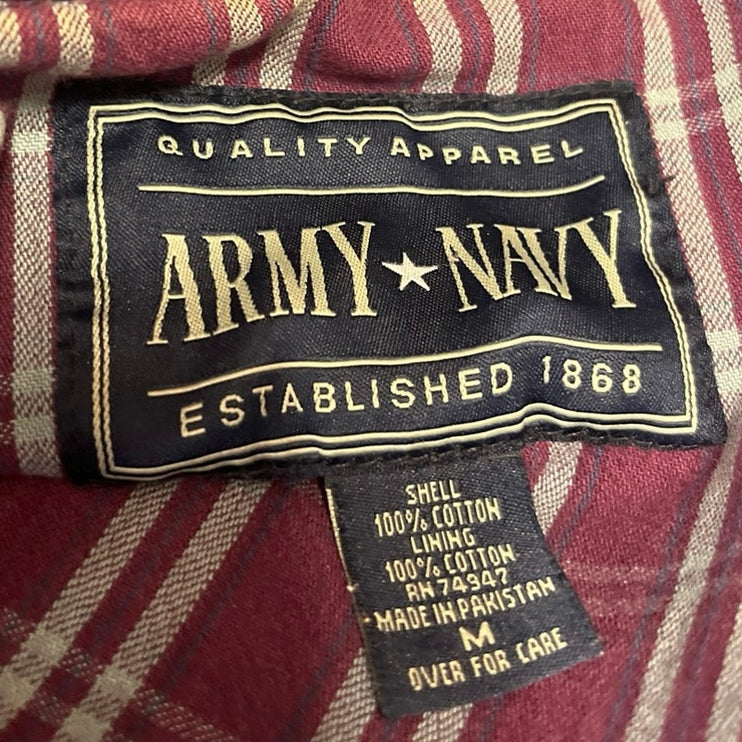 QUALITY APPAREL
ARMY★NAVY
ESTABLISHED 1868
SHELL
100% COTTON
LINING
100% COTTON
RN 74947
MADE IN PAKISTAN
M
OVER FOR CARE